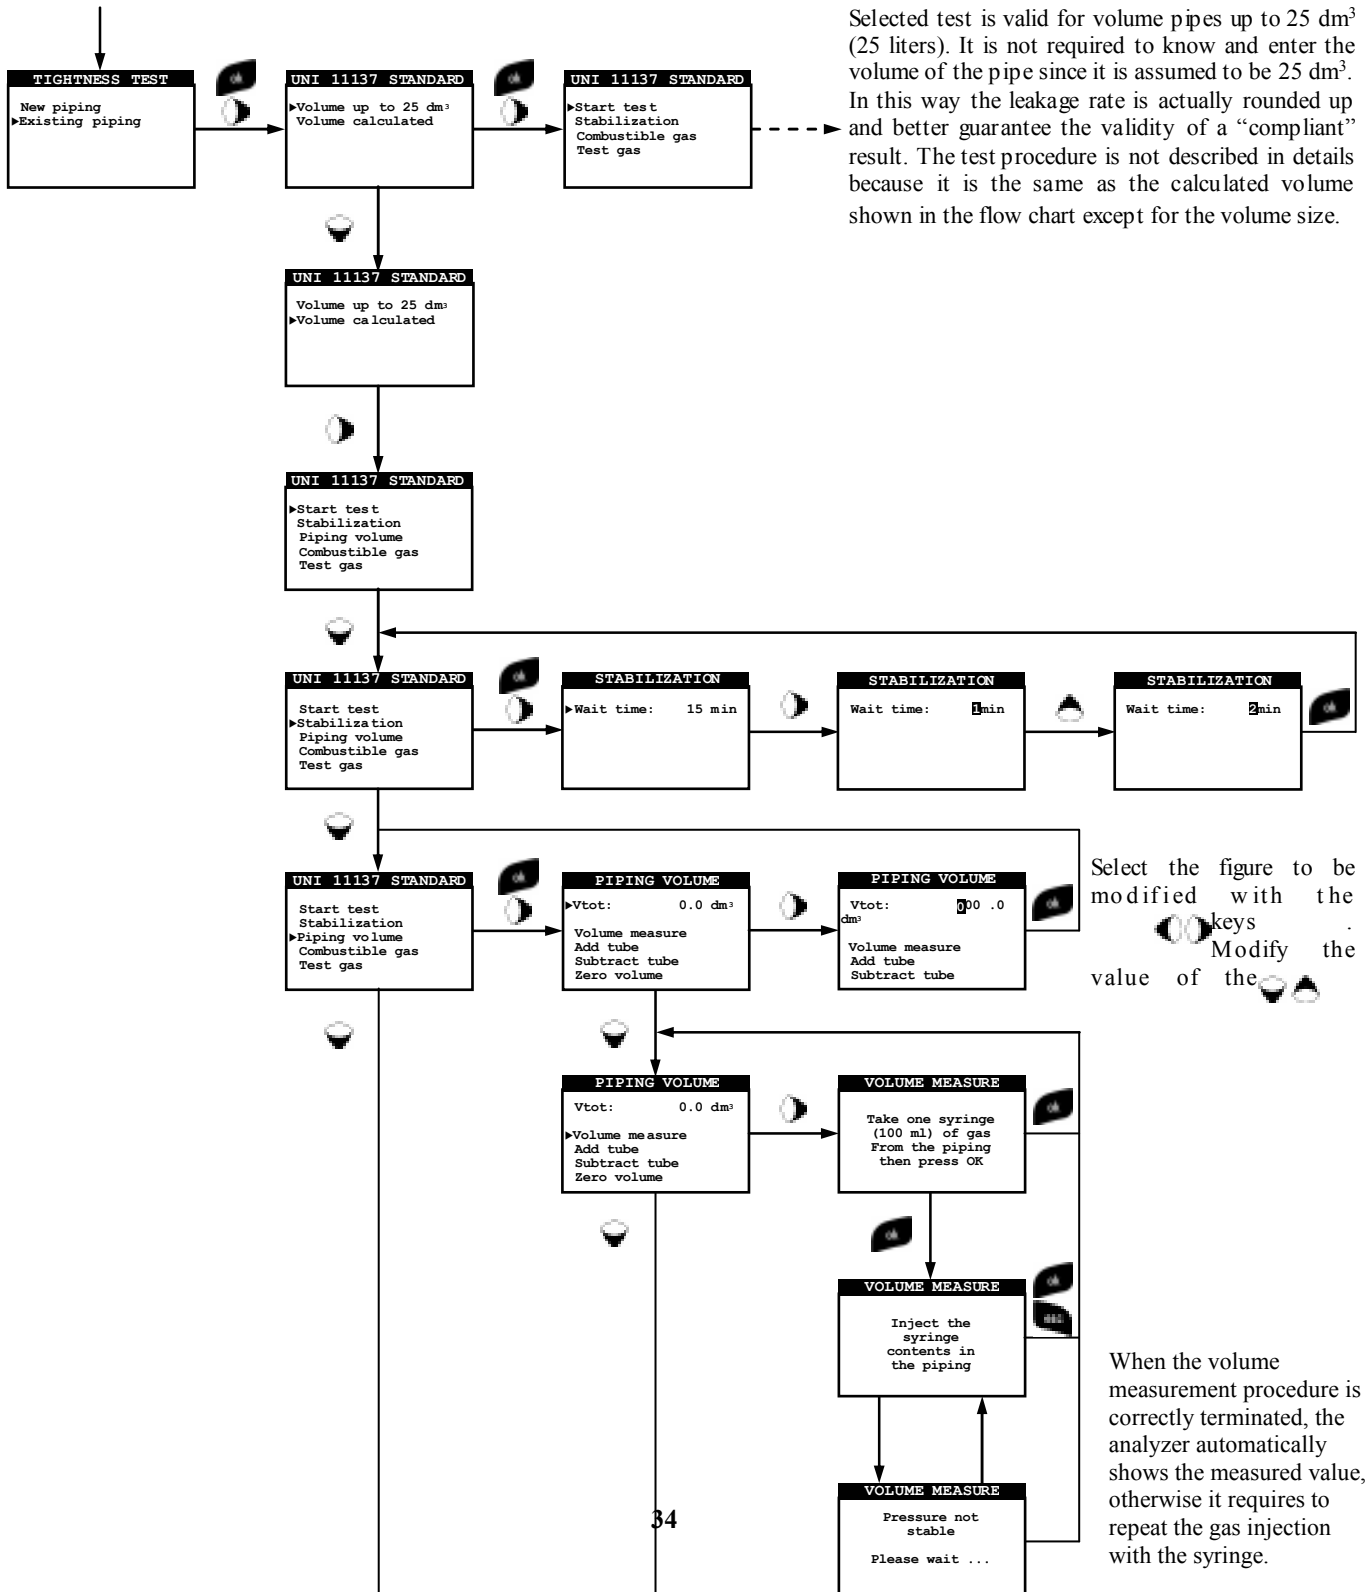 Selected test is valid for volume pipes up to 25 dm³
(25 liters). It is not required to know and enter the
volume of the pipe since it is assumed to be 25 dm³.
In this way the leakage rate is actually rounded up
and better guarantee the validity of a “compliant”
result. The test procedure is not described in details
because it is the same as the calculated volume
shown in the flow chart except for the volume size.
TIGHTNESS TEST
New piping
▶Existing piping
ok
UNI 11137 STANDARD
▶Volume up to 25 dm³
Volume calculated
ok
UNI 11137 STANDARD
▶Start test
Stabilization
Combustible gas
Test gas
UNI 11137 STANDARD
Volume up to 25 dm³
▶Volume calculated
UNI 11137 STANDARD
▶Start test
Stabilization
Piping volume
Combustible gas
Test gas
UNI 11137 STANDARD
Start test
▶Stabilization
Piping volume
Combustible gas
Test gas
ok
STABILIZATION
▶Wait time: 15 min
STABILIZATION
Wait time: 1min
STABILIZATION
Wait time: 2min
ok
UNI 11137 STANDARD
Start test
Stabilization
▶Piping volume
Combustible gas
Test gas
ok
PIPING VOLUME
▶Vtot: 0.0 dm³
Volume measure
Add tube
Subtract tube
Zero volume
PIPING VOLUME
Vtot: 000 .0
dm³
Volume measure
Add tube
Subtract tube
ok
Select the figure to be
modified with the
keys .
Modify the
value of the
PIPING VOLUME
Vtot: 0.0 dm³
▶Volume measure
Add tube
Subtract tube
Zero volume
VOLUME MEASURE
Take one syringe
(100 ml) of gas
From the piping
then press OK
ok
ok
VOLUME MEASURE
Inject the
syringe
contents in
the piping
ok
esc
VOLUME MEASURE
Pressure not
stable
Please wait ...
When the volume
measurement procedure is
correctly terminated, the
analyzer automatically
shows the measured value,
otherwise it requires to
repeat the gas injection
with the syringe.
34